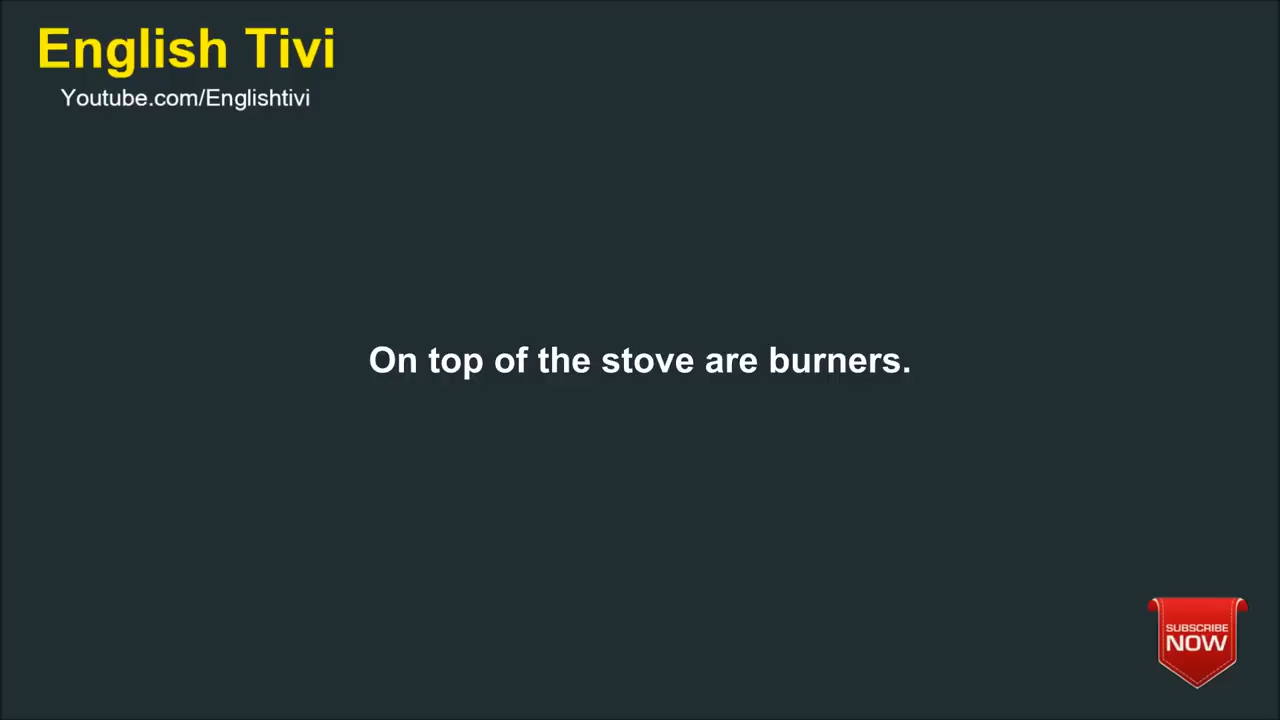 English Tivi
Youtube.com/Englishtivi
On top of the stove are burners.
SUBSCRIBE
NOW